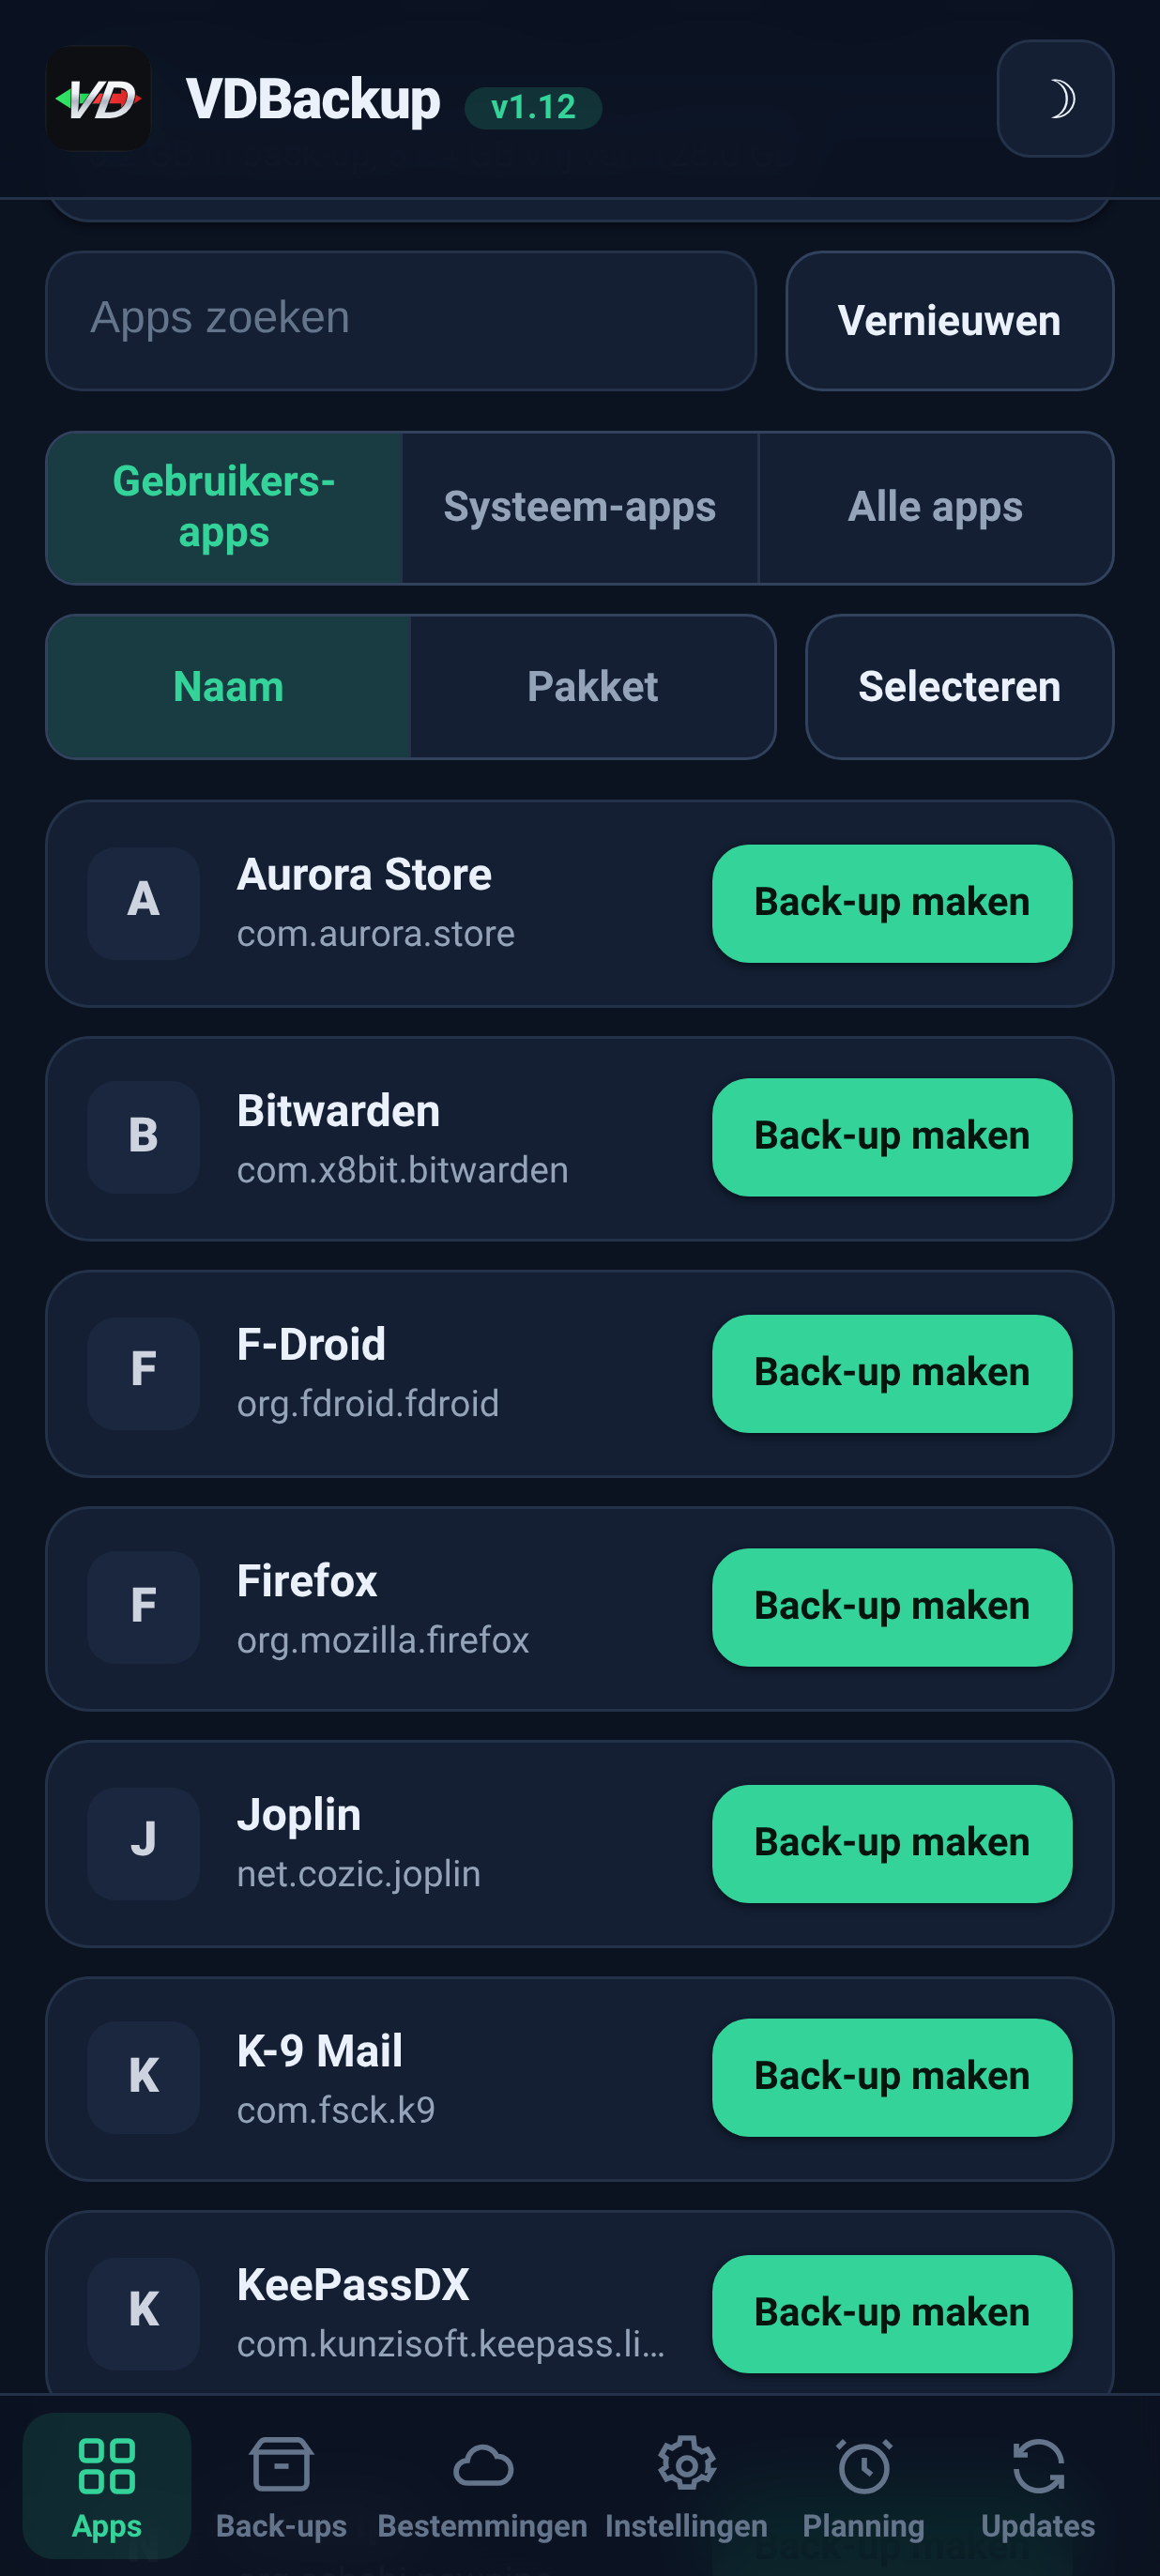 VD
VDBackup v1.12
Apps zoeken
Vernieuwen
Gebruikers-
apps
Systeem-apps
Alle apps
Naam
Pakket
Selecteren
A
Aurora Store
com.aurora.store
Back-up maken
B
Bitwarden
com.x8bit.bitwarden
Back-up maken
F
F-Droid
org.fdroid.fdroid
Back-up maken
F
Firefox
org.mozilla.firefox
Back-up maken
J
Joplin
net.cozic.joplin
Back-up maken
K
K-9 Mail
com.fsck.k9
Back-up maken
K
KeePassDX
com.kunzisoft.keepass.li…
Back-up maken
Apps
Back-ups
Bestemmingen
Instellingen
Planning
Updates